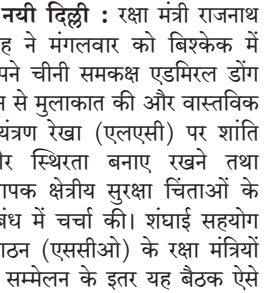 नयी दिल्ली : रक्षा मंत्री राजनाथ
ह ने मंगलवार को बिश्केक में
पने चीनी समकक्ष एडमिरल डोंग
न से मुलाकात की और वास्तविक
यंत्रण रेखा (एलएसी) पर शांति
र स्थिरता बनाए रखने तथा
ापक क्षेत्रीय सुरक्षा चिंताओं के
बंध में चर्चा की। शंघाई सहयोग
ाठन (एससीओ) के रक्षा मंत्रियों
सम्मेलन के इतर यह बैठक ऐसे